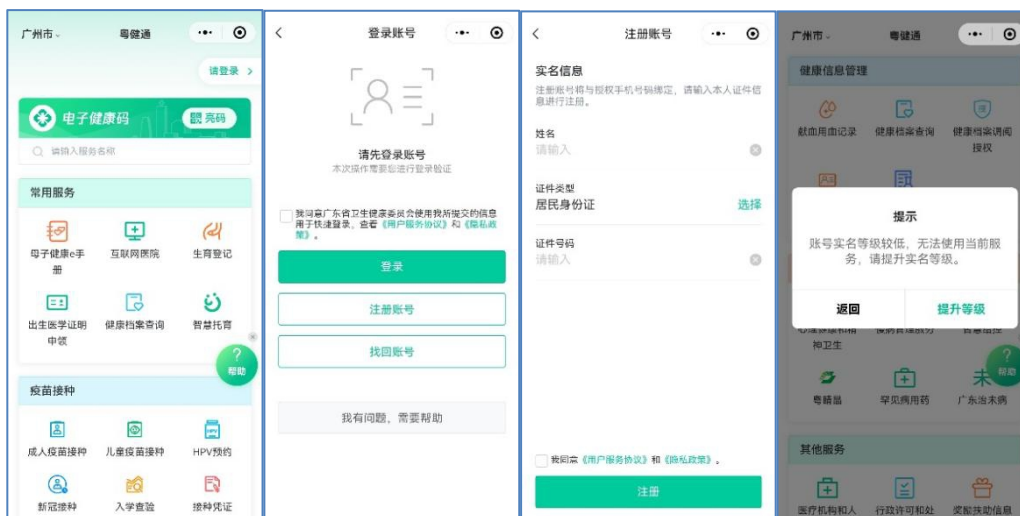 广州市
粤健通
请登录 >
电子健康码
亮码
请输入服务名称
常用服务
母子健康e手
册
互联网医院
生育登记
出生医学证明
申领
健康档案查询
智慧托育
?
帮助
疫苗接种
成人疫苗接种
儿童疫苗接种
HPV预约
新冠接种
入学查验
接种凭证
登录账号
请先登录账号
本次操作需要您进行登录验证
我同意广东省卫生健康委员会使用我所提交的信息
用于快捷登录,查看《用户服务协议》和《隐私政
策》。
登录
注册账号
找回账号
我有问题,需要帮助
注册账号
实名信息
注册账号将与授权手机号码绑定,请输入本人证件信
息进行注册。
姓名
请输入
证件类型
居民身份证
选择
证件号码
请输入
我同意《用户服务协议》和《隐私政策》。
注册
广州市
粤健通
健康信息管理
献血用血记录
健康档案查询
健康档案调阅
授权
提示
账号实名等级较低,无法使用当前服
务,请提升实名等级。
返回
提升等级
心理健康和精
神卫生
?
帮助
粤精晶
罕见病用药
广东治未病
其他服务
医疗机构和人
行政许可和处
奖励扶助信息